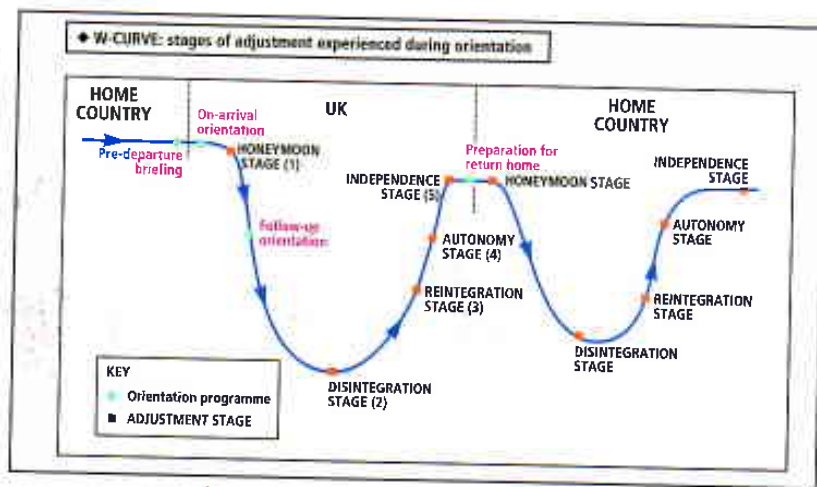 ◆ W-CURVE: stages of adjustment experienced during orientation
HOME
COUNTRY
UK
HOME
COUNTRY
Pre-departure
briefing
On-arrival
orientation
HONEYMOON
STAGE (1)
Follow-up
orientation
DISINTEGRATION
STAGE (2)
REINTEGRATION
STAGE (3)
AUTONOMY
STAGE (4)
INDEPENDENCE
STAGE (5)
Preparation for
return home
HONEYMOON STAGE
DISINTEGRATION
STAGE
REINTEGRATION
STAGE
AUTONOMY
STAGE
INDEPENDENCE
STAGE
KEY
Orientation programme
ADJUSTMENT STAGE